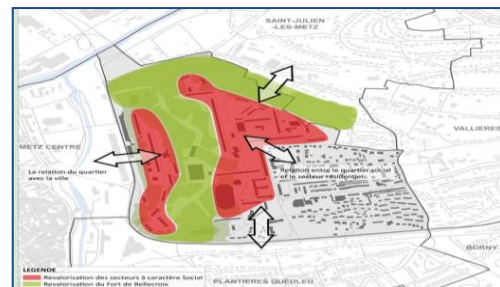 SAINT-JULIEN
-LES-METZ
METZ CENTRE
VALLIERES
La relation du quartier
avec la ville
Relation entre le quartier social
et le secteur résidentiel
BORNY
PLANTIERES QUEULEU
LEGENDE
Revalorisation des secteurs à caractère Social
Revalorisation du Fort de Bellecroix